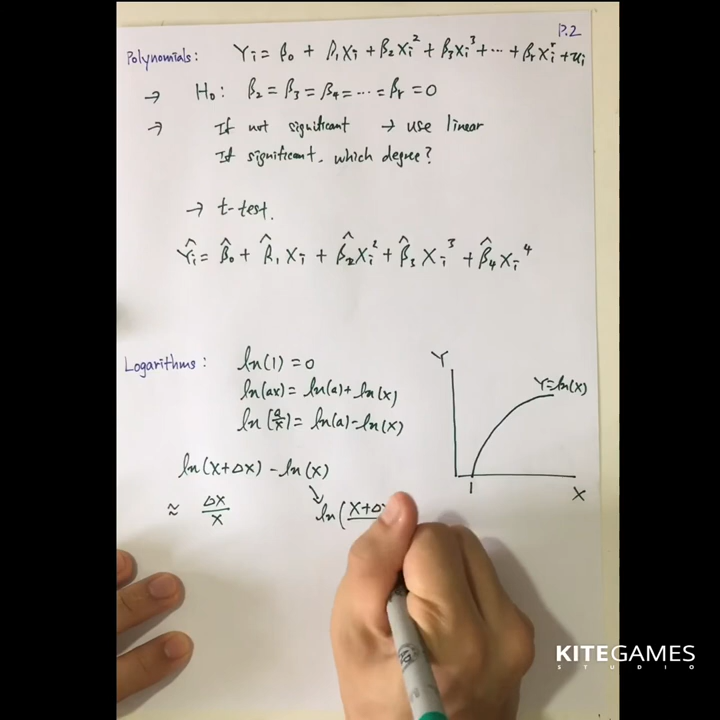 P.2
Polynomials: Yi = β0 + β1Xi + β2Xi² + β3Xi³ + ... + βrXiʳ + ui
→ H0: β2 = β3 = β4 = ... = βr = 0
→ If not significant → use linear
If significant, which degree?
→ t-test.
Ŷi = β̂0 + β̂1Xi + β̂2Xi² + β̂3Xi³ + β̂4Xi⁴
Logarithms: ln(1) = 0
ln(ax) = ln(a) + ln(x)
ln(a/x) = ln(a) - ln(x)
Y
Y=ln(x)
1
X
ln(x+Δx) - ln(x)
≈ Δx/x
ln(x+Δ
KITEGAMES
STUDIO